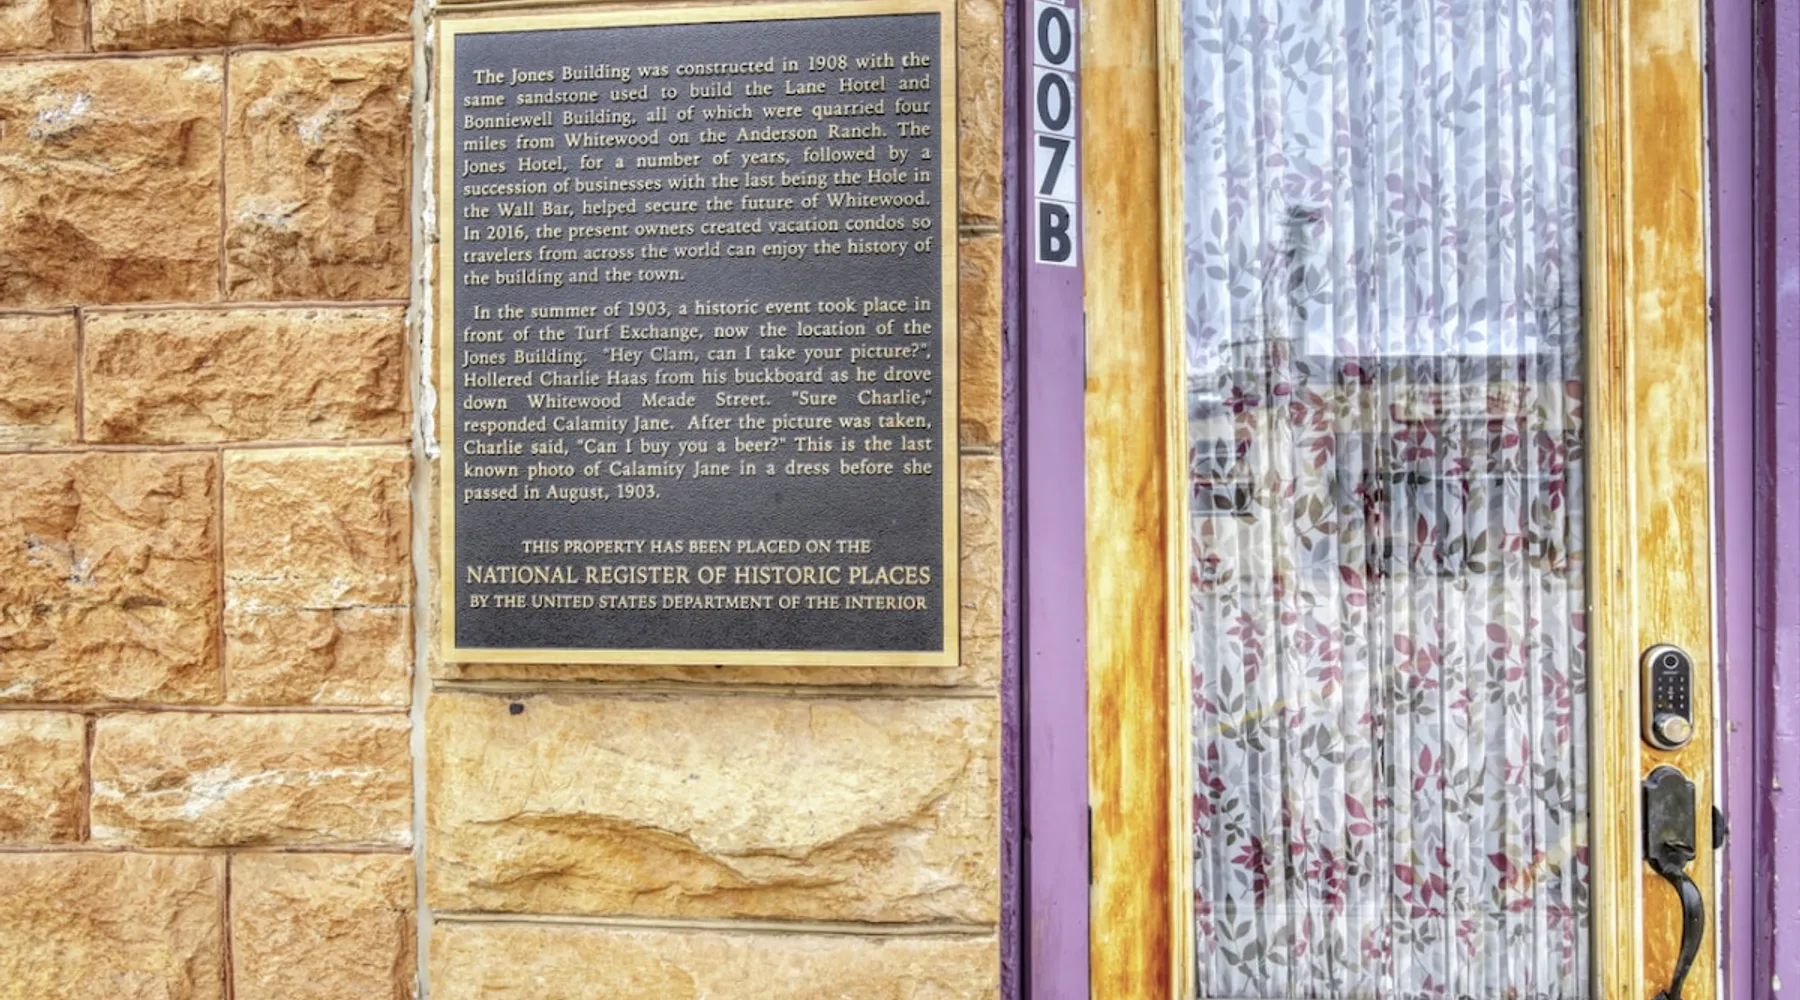 The Jones Building was constructed in 1908 with the
same sandstone used to build the Lane Hotel and
Bonniewell Building, all of which were quarried four
miles from Whitewood on the Anderson Ranch. The
Jones Hotel, for a number of years, followed by a
succession of businesses with the last being the Hole in
the Wall Bar, helped secure the future of Whitewood.
In 2016, the present owners created vacation condos so
travelers from across the world can enjoy the history of
the building and the town.
In the summer of 1903, a historic event took place in
front of the Turf Exchange, now the location of the
Jones Building. "Hey Clam, can I take your picture?",
Hollered Charlie Haas from his buckboard as he drove
down Whitewood Meade Street. "Sure Charlie,"
responded Calamity Jane. After the picture was taken,
Charlie said, "Can I buy you a beer?" This is the last
known photo of Calamity Jane in a dress before she
passed in August, 1903.
THIS PROPERTY HAS BEEN PLACED ON THE
NATIONAL REGISTER OF HISTORIC PLACES
BY THE UNITED STATES DEPARTMENT OF THE INTERIOR
0
0
7
B